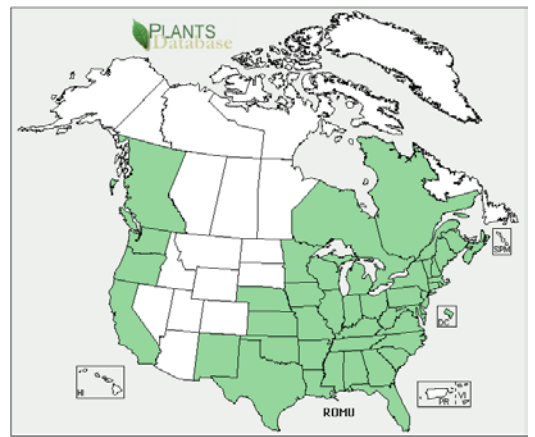 PLANTS
Database
SPM
DC
HI
PR VI
ROMU